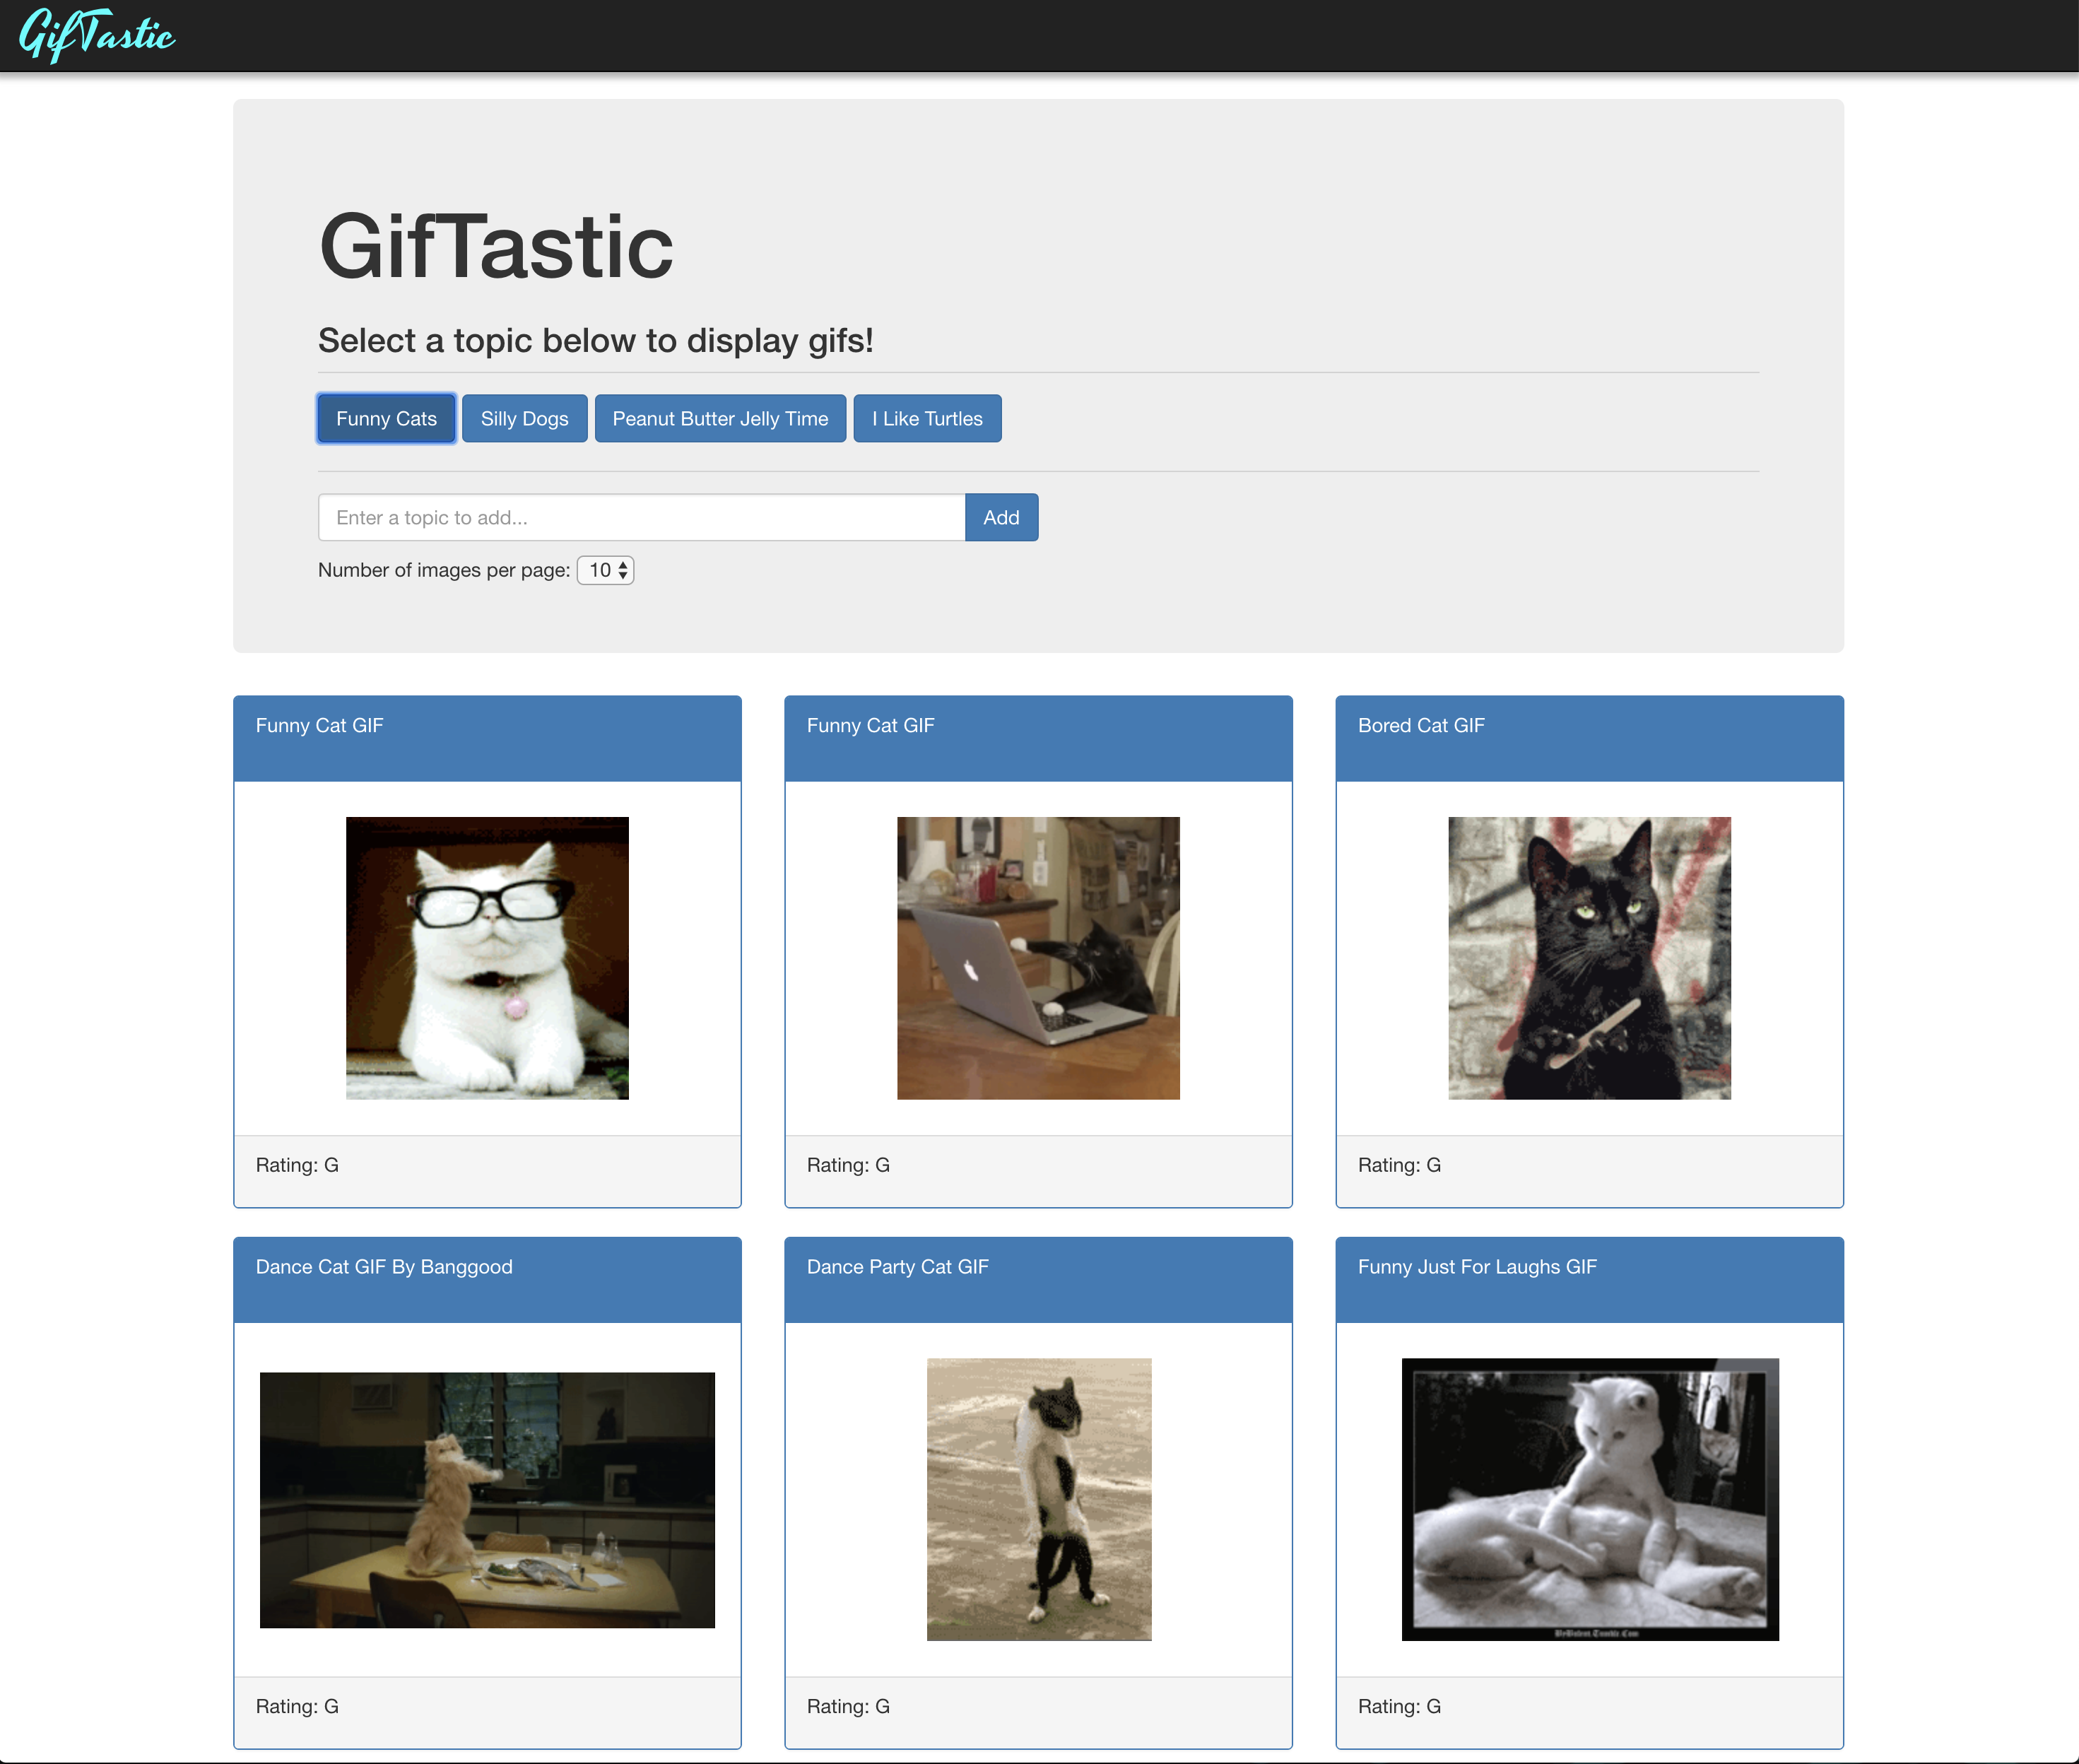 GifTastic
GifTastic
Select a topic below to display gifs!
Funny Cats Silly Dogs Peanut Butter Jelly Time I Like Turtles
Enter a topic to add... Add
Number of images per page: 10
Funny Cat GIF Funny Cat GIF Bored Cat GIF
Rating: G Rating: G Rating: G
Dance Cat GIF By Banggood Dance Party Cat GIF Funny Just For Laughs GIF
Rating: G Rating: G Rating: G